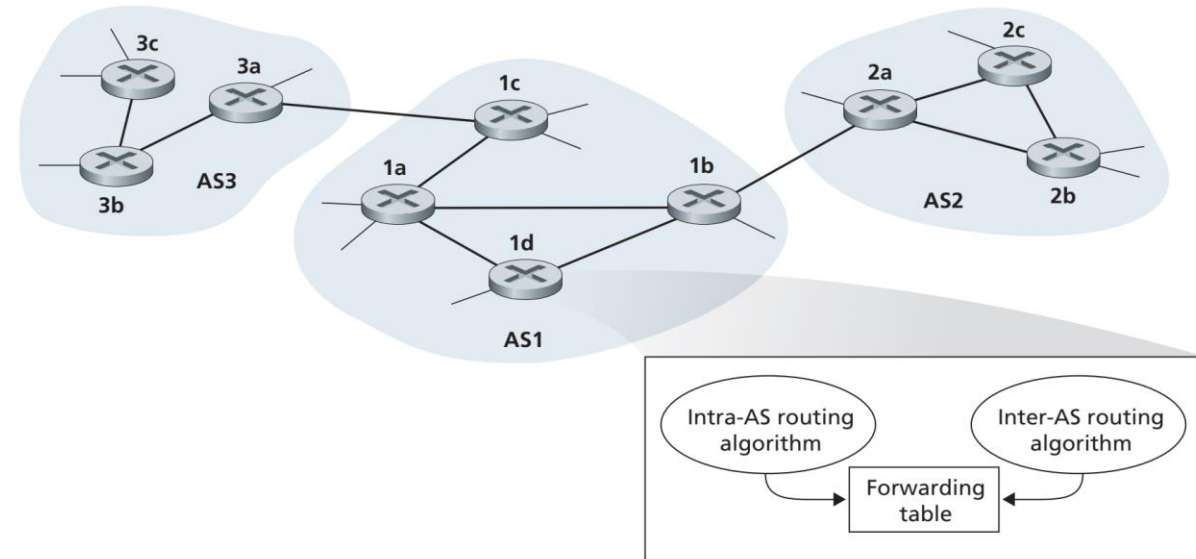 3c
3a
1c
2c
2a
3b
AS3
1a
1b
AS2
2b
1d
AS1
Intra-AS routing
algorithm
Inter-AS routing
algorithm
Forwarding
table